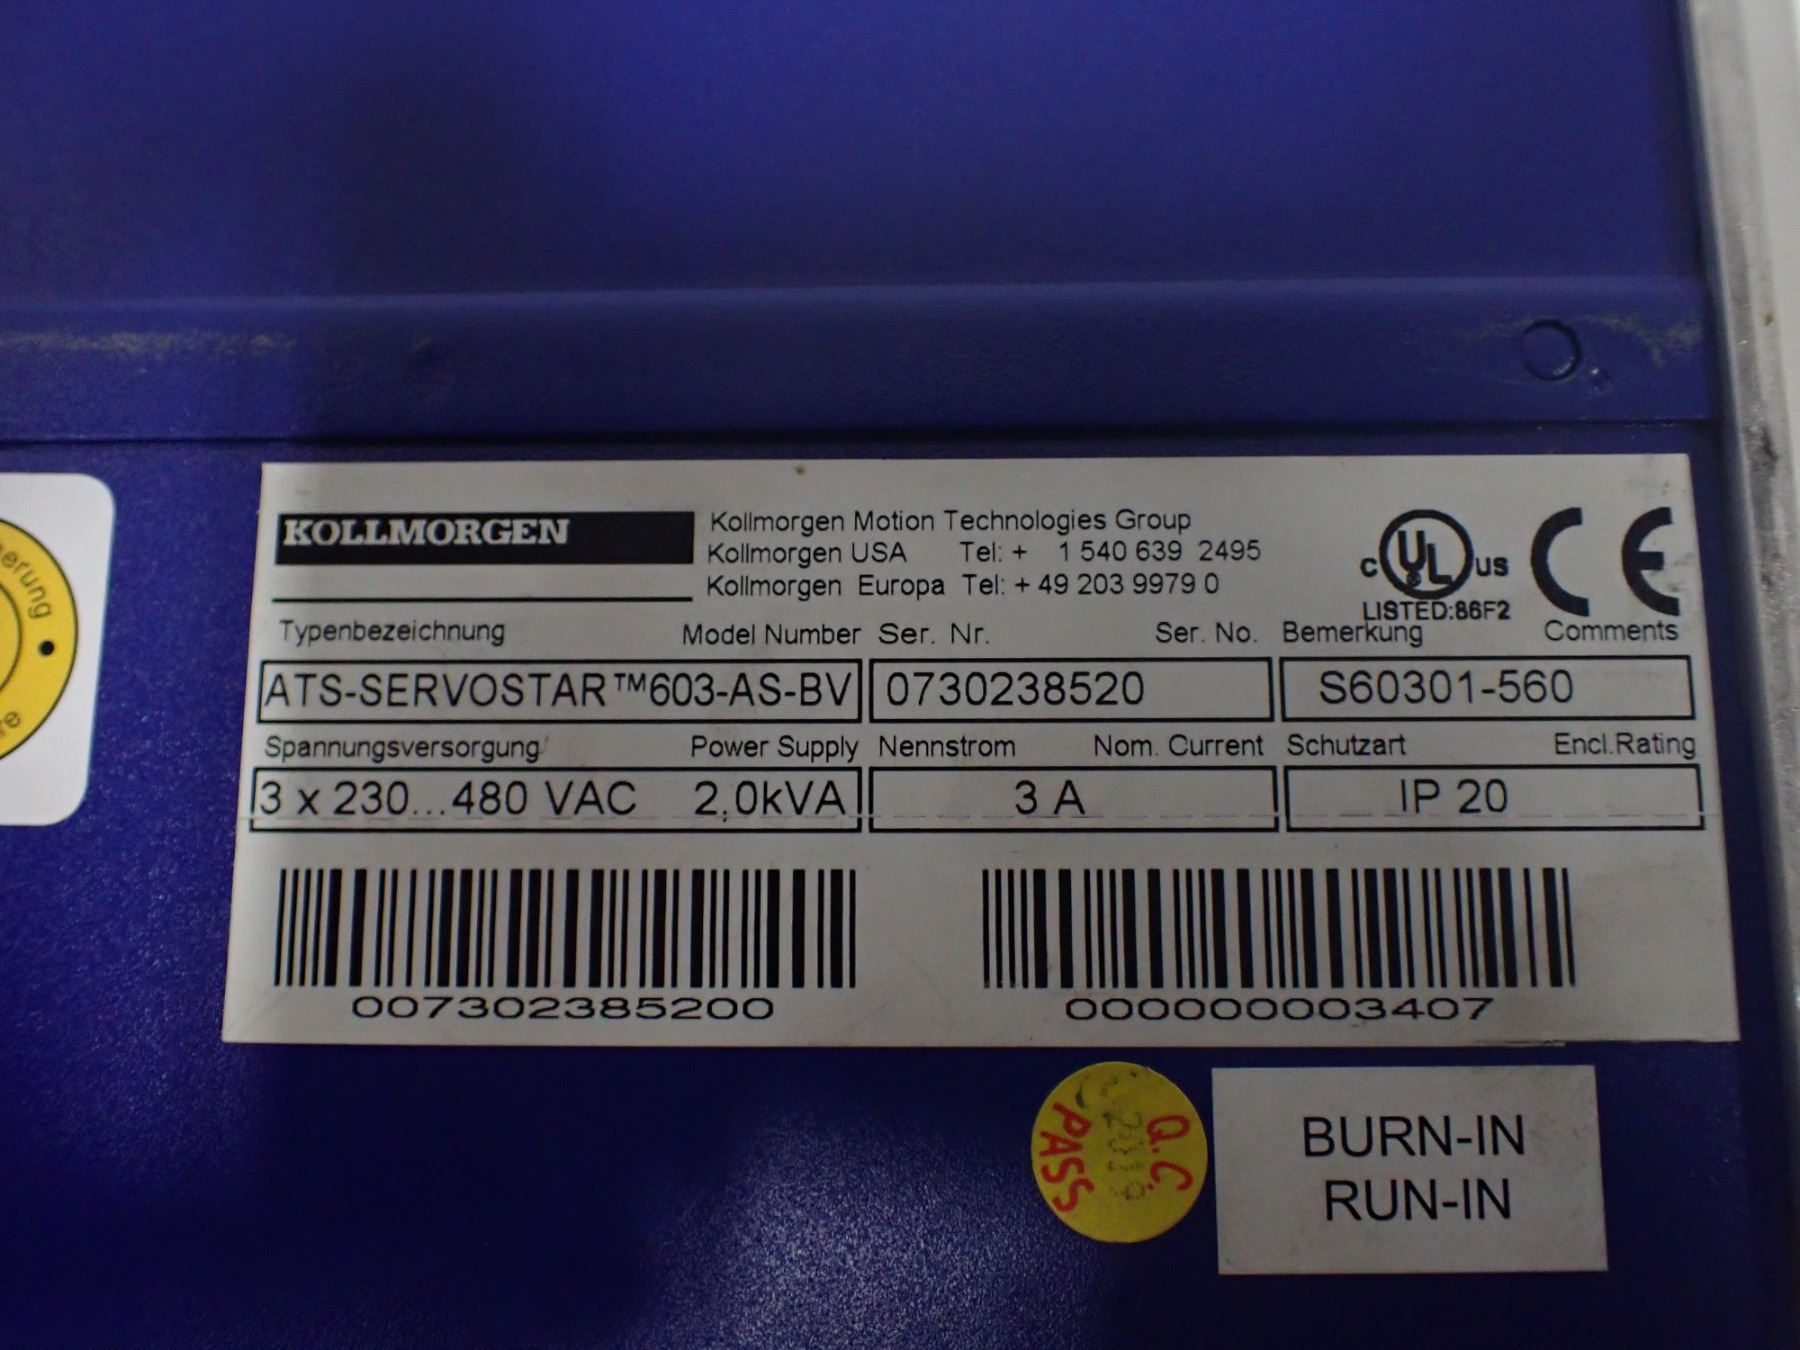 KOLLMORGEN
Kollmorgen Motion Technologies Group
Kollmorgen USA Tel: + 1 540 639 2495
Kollmorgen Europa Tel: + 49 203 9979 0
C UL ® US
LISTED:86F2
CE
Typenbezeichnung Model Number Ser. Nr. Ser. No. Bemerkung Comments
ATS-SERVOSTAR™603-AS-BV 0730238520 S60301-560
Spannungsversorgung Power Supply Nennstrom Nom. Current Schutzart Encl.Rating
3 x 230...480 VAC 2,0kVA 3 A IP 20
007302385200 000000003407
Q.C
PASS
BURN-IN
RUN-IN